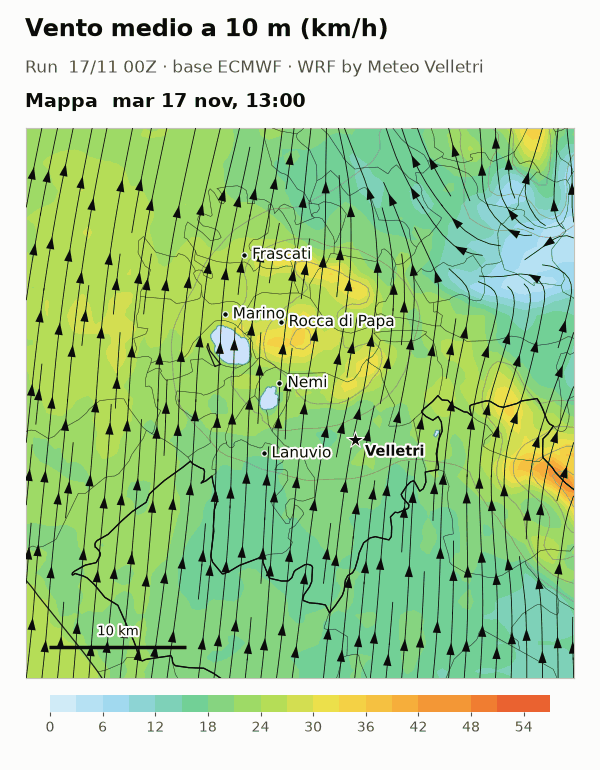 Vento medio a 10 m (km/h)
Run  17/11 00Z · base ECMWF · WRF by Meteo Velletri
Mappa  mar 17 nov, 13:00
Frascati
Marino
Rocca di Papa
Nemi
Velletri
Lanuvio
10 km
0 6 12 18 24 30 36 42 48 54